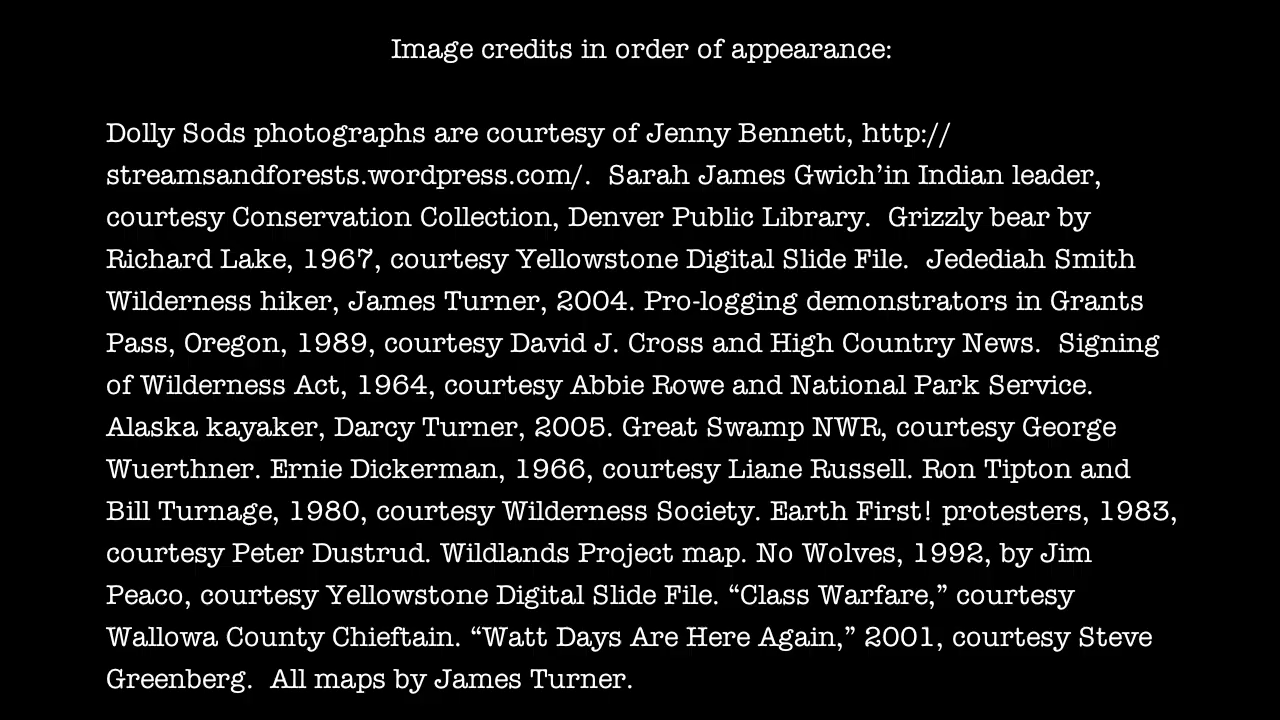 Image credits in order of appearance:
Dolly Sods photographs are courtesy of Jenny Bennett, http://
streamsandforests.wordpress.com/.  Sarah James Gwich’in Indian leader,
courtesy Conservation Collection, Denver Public Library.  Grizzly bear by
Richard Lake, 1967, courtesy Yellowstone Digital Slide File.  Jedediah Smith
Wilderness hiker, James Turner, 2004. Pro-logging demonstrators in Grants
Pass, Oregon, 1989, courtesy David J. Cross and High Country News.  Signing
of Wilderness Act, 1964, courtesy Abbie Rowe and National Park Service.
Alaska kayaker, Darcy Turner, 2005. Great Swamp NWR, courtesy George
Wuerthner. Ernie Dickerman, 1966, courtesy Liane Russell. Ron Tipton and
Bill Turnage, 1980, courtesy Wilderness Society. Earth First! protesters, 1983,
courtesy Peter Dustrud. Wildlands Project map. No Wolves, 1992, by Jim
Peaco, courtesy Yellowstone Digital Slide File. “Class Warfare,” courtesy
Wallowa County Chieftain. “Watt Days Are Here Again,” 2001, courtesy Steve
Greenberg.  All maps by James Turner.